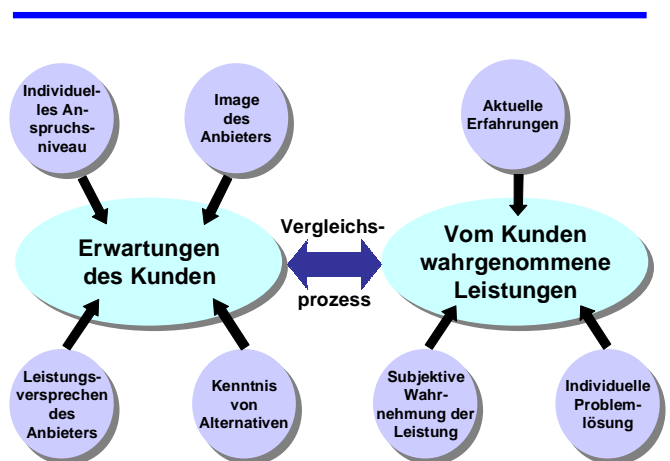 Individuel-
les An-
spruchs-
niveau
Image
des
Anbieters
Aktuelle
Erfahrungen
Erwartungen
des Kunden
Vergleichs-
prozess
Vom Kunden
wahrgenommene
Leistungen
Leistungs-
versprechen
des
Anbieters
Kenntnis
von
Alternativen
Subjektive
Wahr-
nehmung der
Leistung
Individuelle
Problem-
lösung